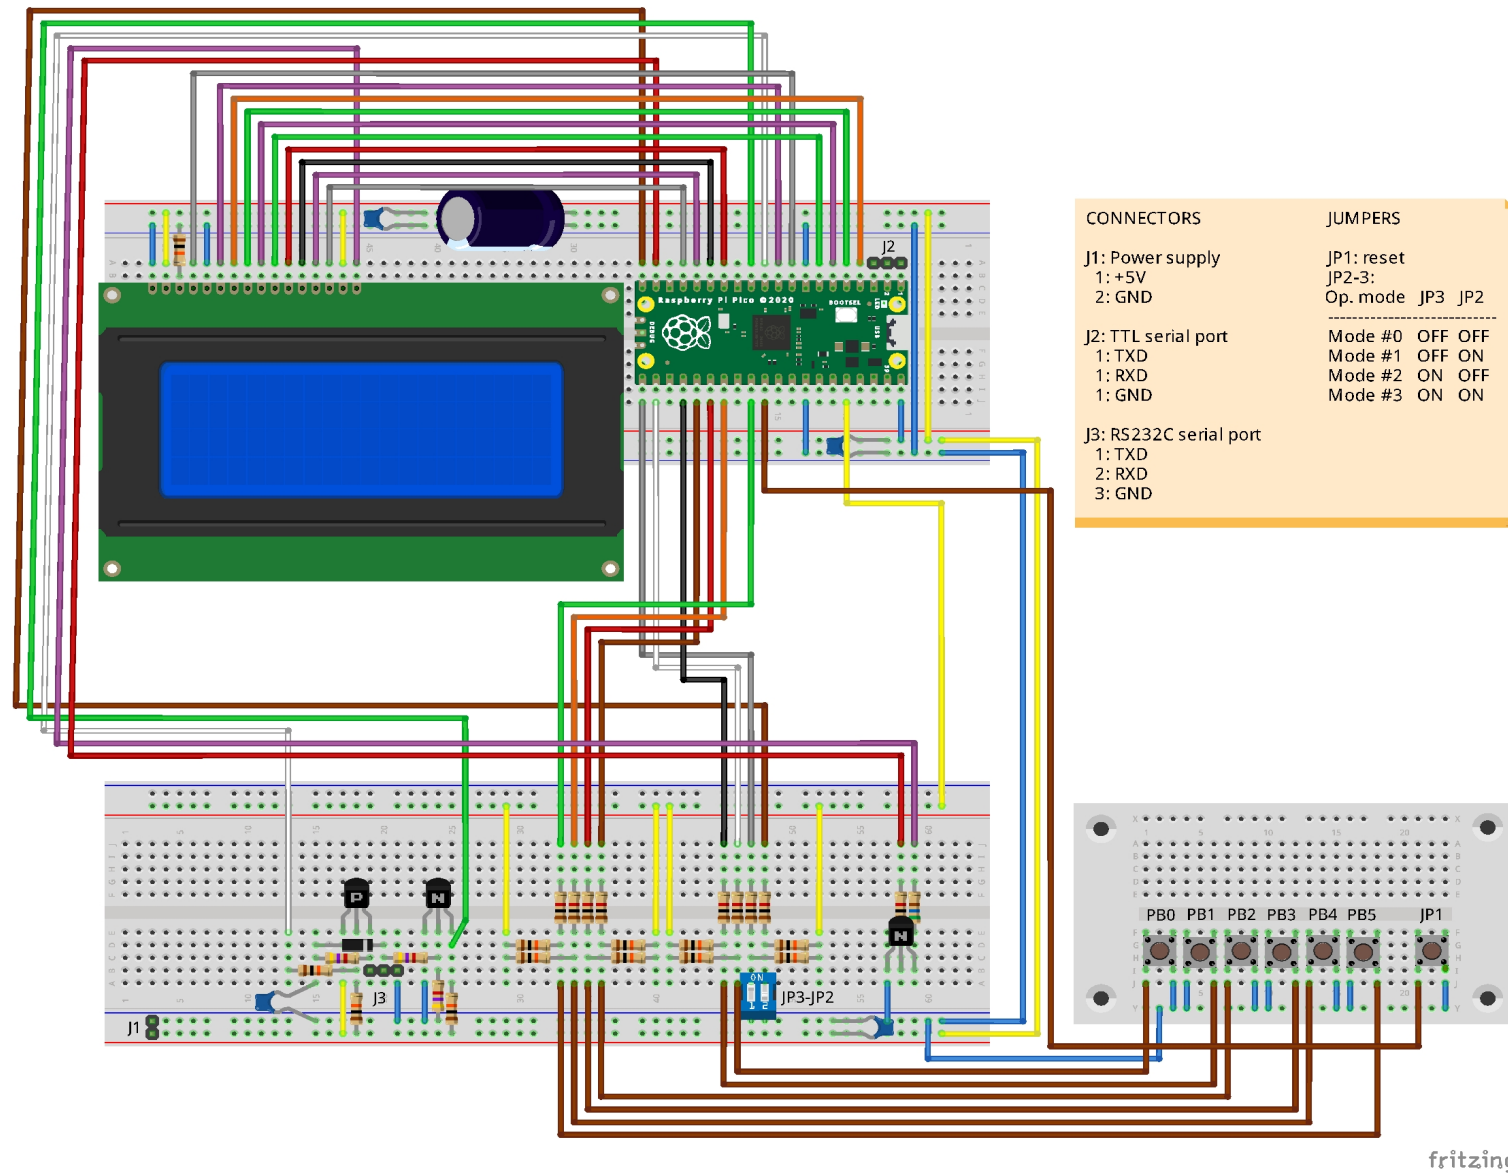 CONNECTORS
J1: Power supply
1: +5V
2: GND
J2: TTL serial port
1: TXD
1: RXD
1: GND
J3: RS232C serial port
1: TXD
2: RXD
3: GND
JUMPERS
JP1: reset
JP2-3:
Op. mode JP3 JP2
Mode #0 OFF OFF
Mode #1 OFF ON
Mode #2 ON OFF
Mode #3 ON ON
J2
Raspberry Pi Pico ©2020
BOOTSEL
LED
USB
DEBUG
P
N
N
J3
J1
ON
JP3-JP2
PB0 PB1 PB2 PB3 PB4 PB5 JP1
fritzing